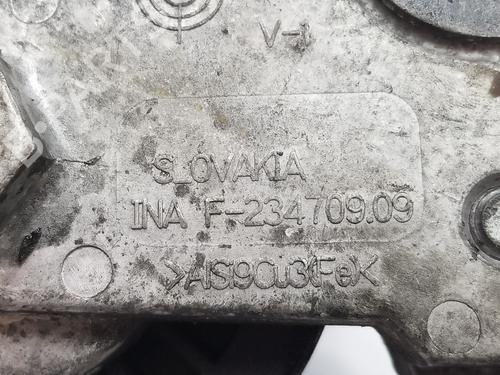 V-1
SLOVAKIA
INA F-234709.09
>AlSi9Cu3(Fe)<